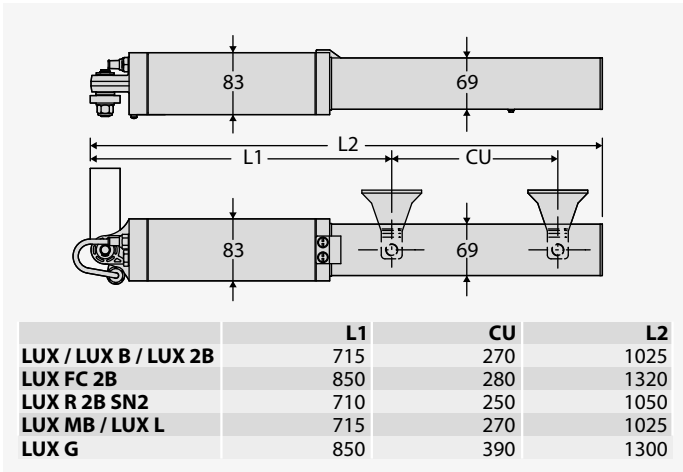 83
69
L2
L1 CU
83
69
L1 CU L2
LUX / LUX B / LUX 2B 715 270 1025
LUX FC 2B 850 280 1320
LUX R 2B SN2 710 250 1050
LUX MB / LUX L 715 270 1025
LUX G 850 390 1300